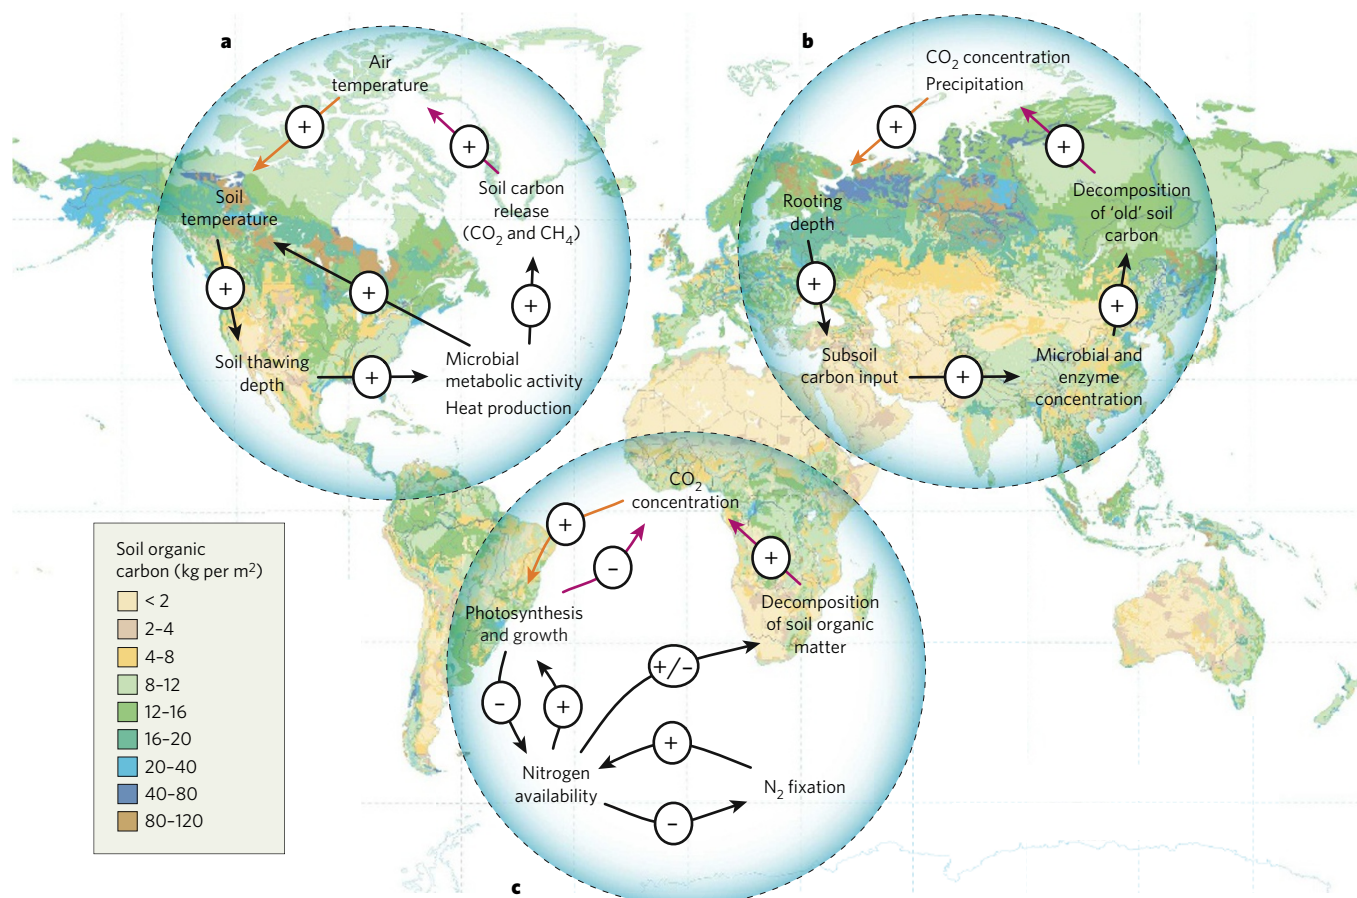 a
Air
temperature
+
+
Soil
temperature
Soil carbon
release
(CO₂ and CH₄)
+
+
+
Soil thawing
depth
+
Microbial
metabolic activity
Heat production
b
CO₂ concentration
Precipitation
+
+
Rooting
depth
Decomposition
of 'old' soil
carbon
+
+
Subsoil
carbon input
+
Microbial and
enzyme
concentration
CO₂
concentration
+
–
+
Photosynthesis
and growth
Decomposition
of soil organic
matter
+/–
–
+
+
Nitrogen
availability
N₂ fixation
–
c
Soil organic
carbon (kg per m²)
< 2
2–4
4–8
8–12
12–16
16–20
20–40
40–80
80–120